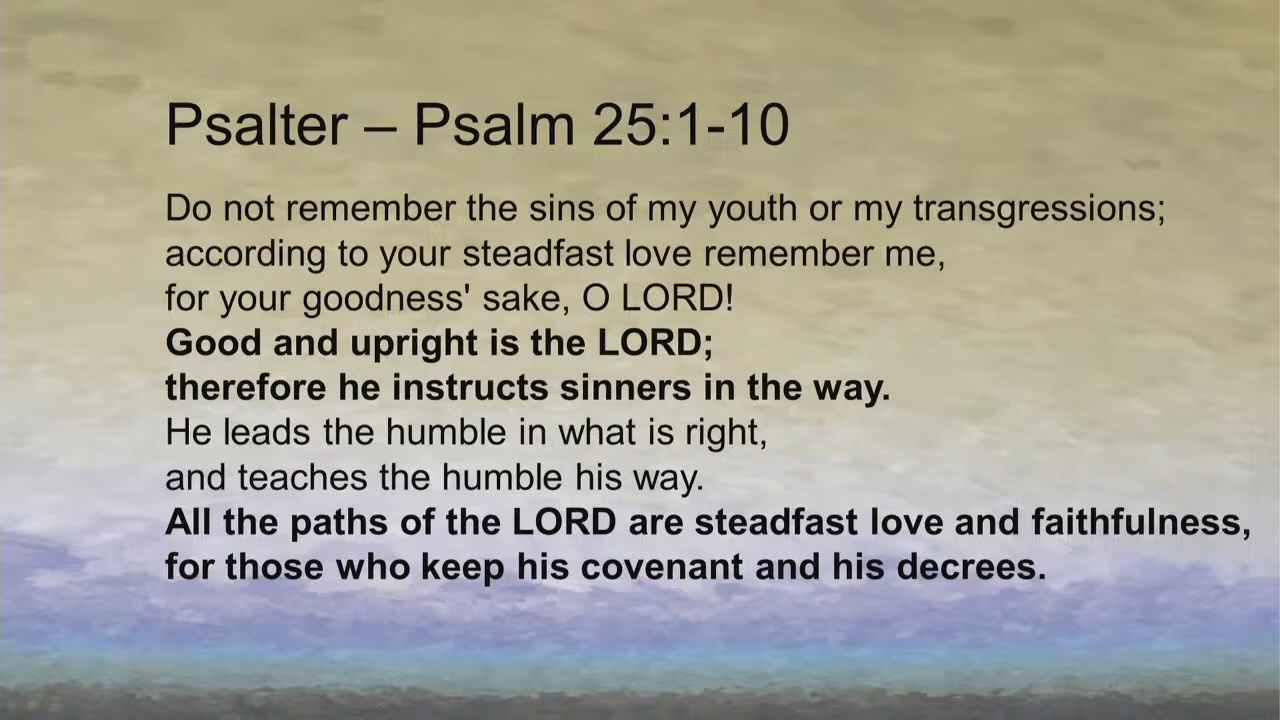 Psalter – Psalm 25:1-10
Do not remember the sins of my youth or my transgressions;
according to your steadfast love remember me,
for your goodness' sake, O LORD!
Good and upright is the LORD;
therefore he instructs sinners in the way.
He leads the humble in what is right,
and teaches the humble his way.
All the paths of the LORD are steadfast love and faithfulness,
for those who keep his covenant and his decrees.